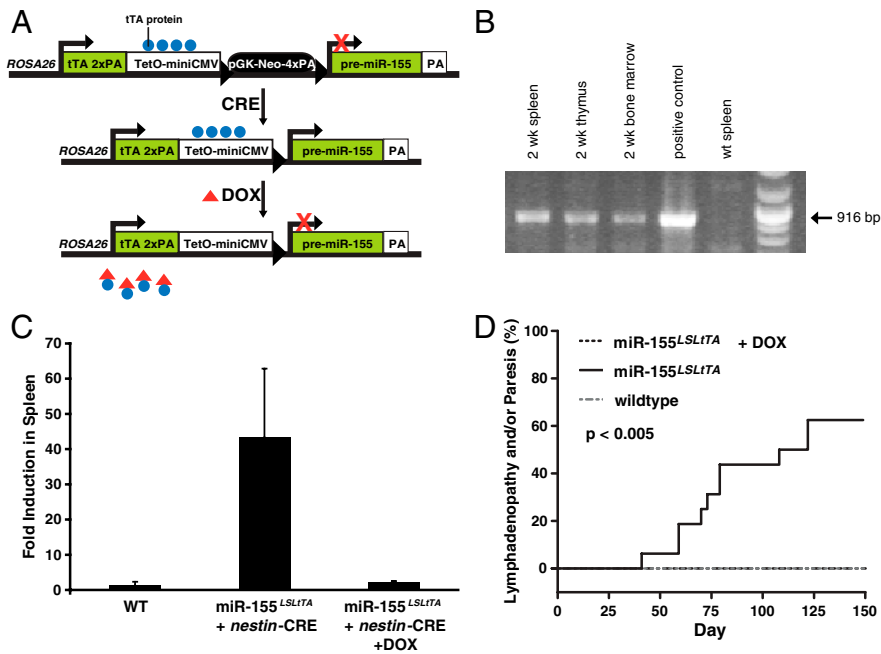 A
tTA protein
ROSA26 tTA 2xPA TetO-miniCMV pGK-Neo-4xPA X pre-miR-155 PA
CRE
ROSA26 tTA 2xPA TetO-miniCMV pre-miR-155 PA
DOX
X
ROSA26 tTA 2xPA TetO-miniCMV pre-miR-155 PA
B
2 wk spleen
2 wk thymus
2 wk bone marrow
positive control
wt spleen
916 bp
C
Fold Induction in Spleen
70
60
50
40
30
20
10
0
WT
miR-155LSLtTA
+ nestin-CRE
miR-155LSLtTA
+ nestin-CRE
+DOX
D
Lymphadenopathy and/or Paresis (%)
100
80
60
40
20
0
miR-155LSLtTA + DOX
miR-155LSLtTA
wildtype
p < 0.005
0 25 50 75 100 125 150
Day